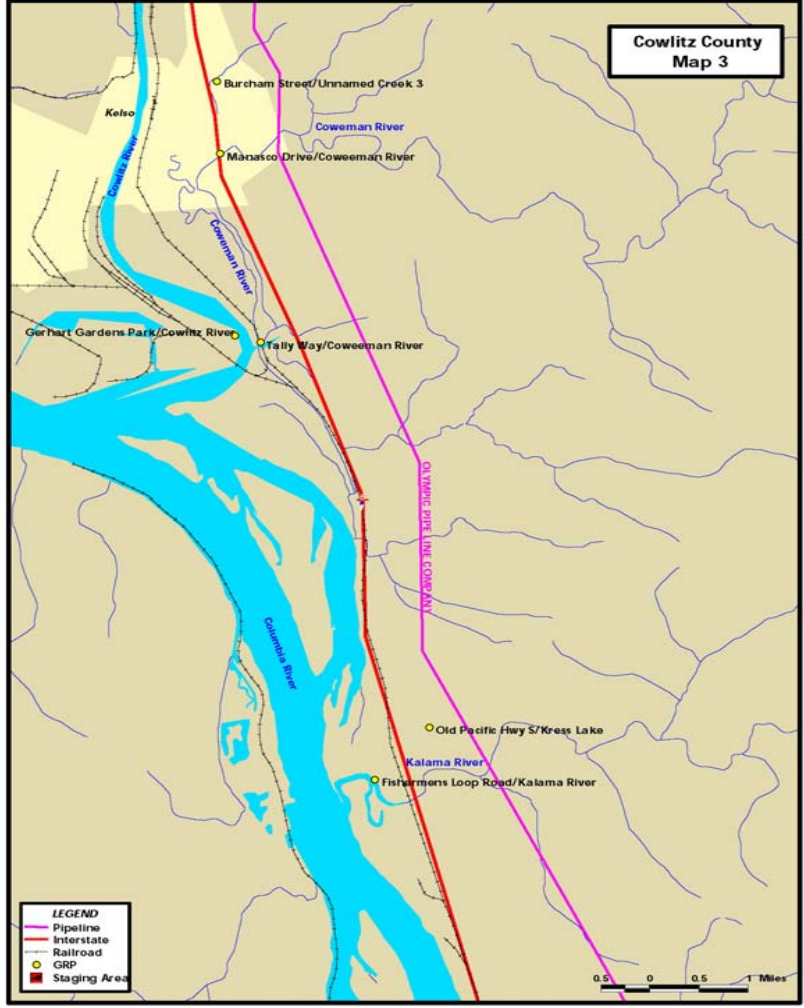 Cowlitz County
Map 3
Burcham Street/Unnamed Creek 3
Kelso
Coweman River
Cowlitz River
Manasco Drive/Coweeman River
Coweman River
Gerhart Gardens Park/Cowlitz River
Tally Way/Coweeman River
OLYMPIC PIPE LINE COMPANY
Columbia River
Old Pacific Hwy S/Kress Lake
Kalama River
Fishermens Loop Road/Kalama River
LEGEND
Pipeline
Interstate
Railroad
GRP
Staging Area
0.5 0 0.5 1 Miles